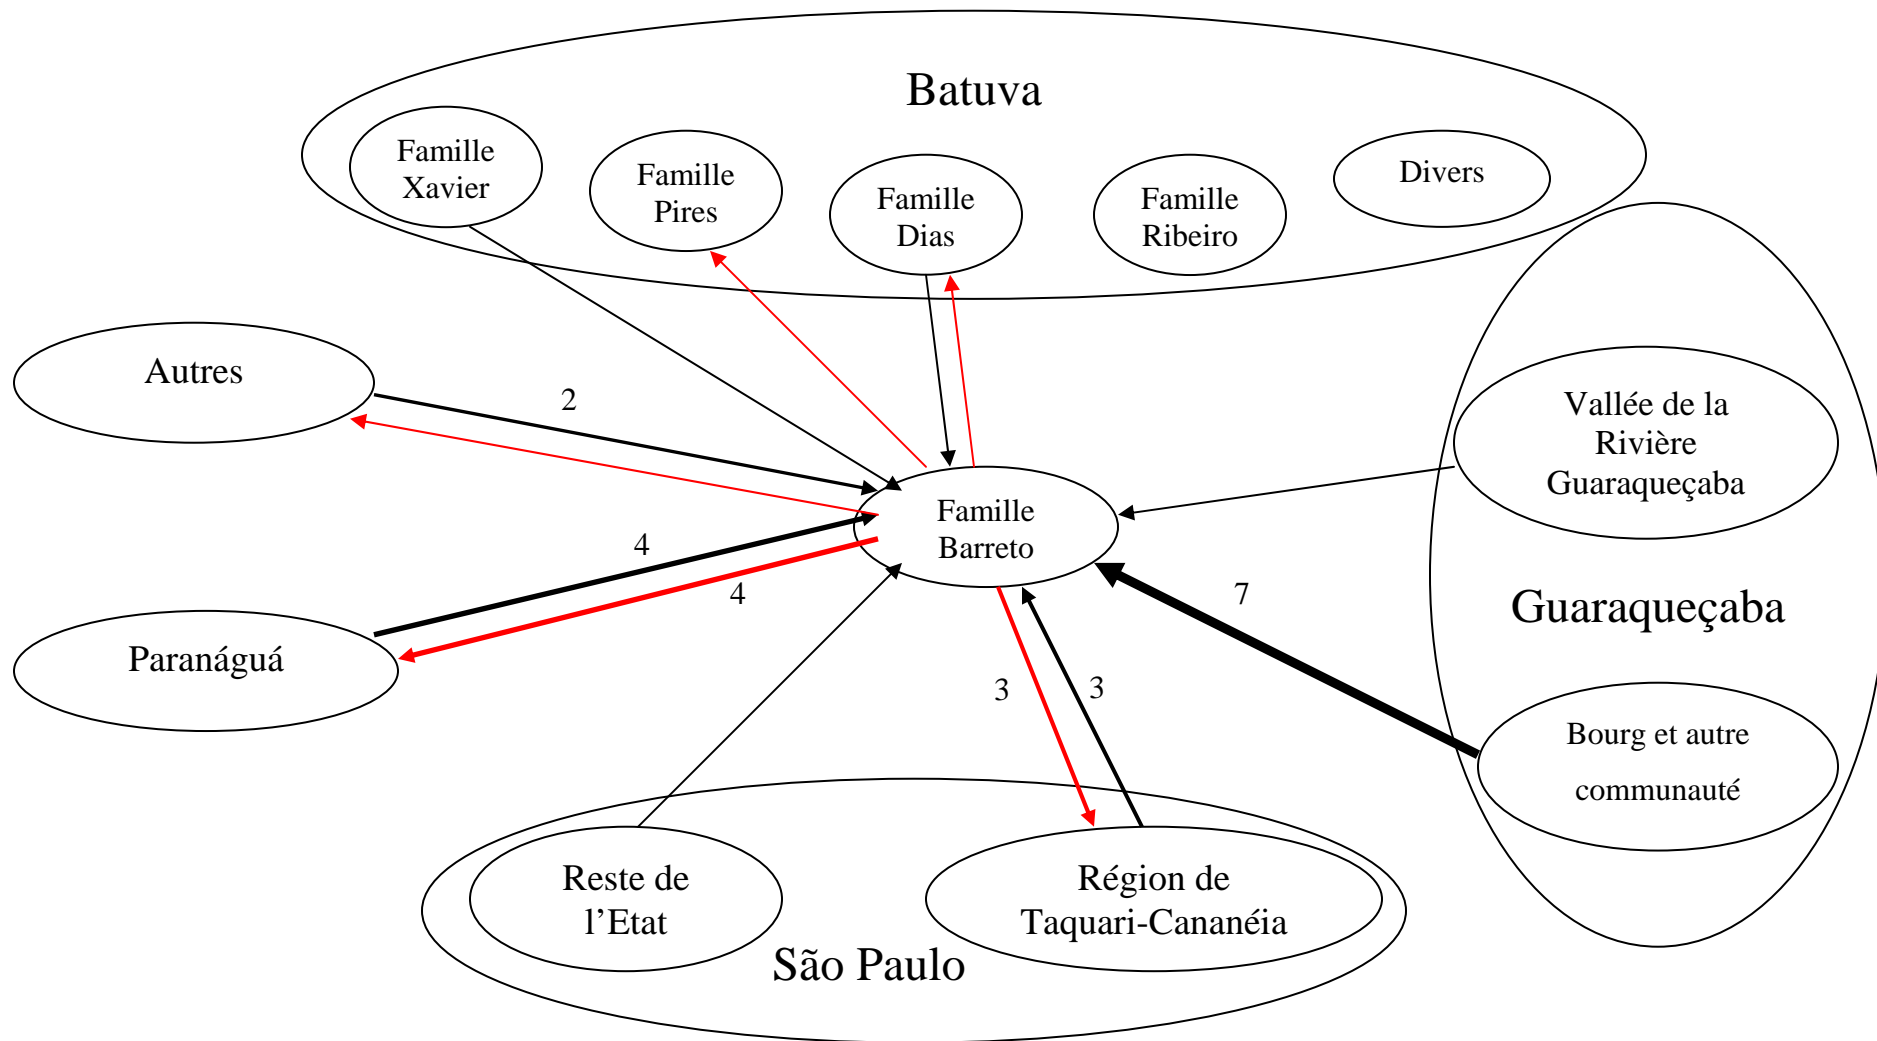 Batuva
Famille
Xavier
Famille
Pires
Famille
Dias
Famille
Ribeiro
Divers
Autres
2
Vallée de la
Rivière
Guaraqueçaba
Famille
Barreto
4
4
7
Guaraqueçaba
Paranáguá
3
3
Bourg et autre
communauté
Reste de
l’Etat
Région de
Taquari-Cananéia
São Paulo